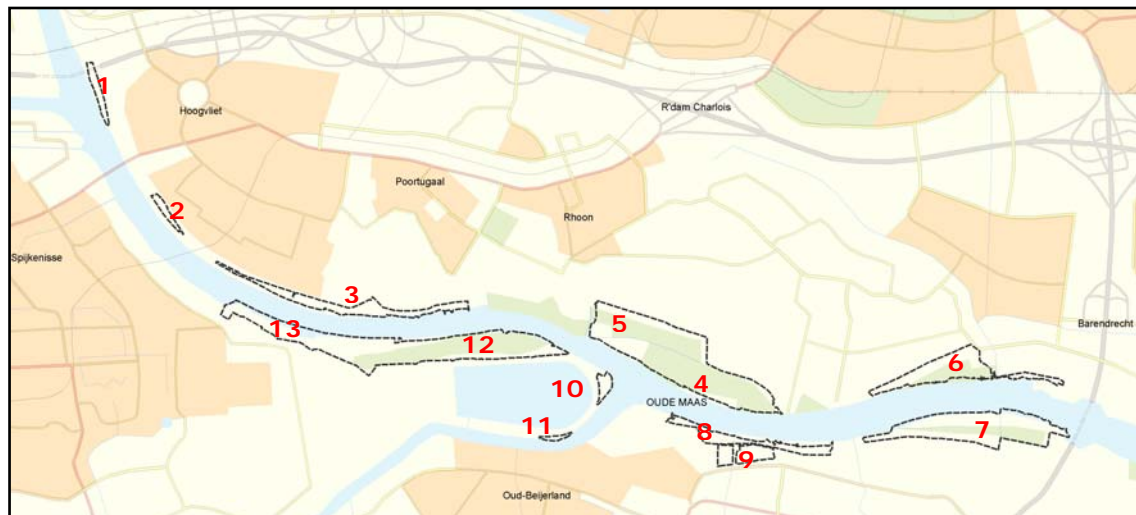 1
Hoogvliet
R'dam Charlois
Poortugaal
2
Rhoon
Spijkenisse
3
5
13
Barendrecht
12
6
4
10
OUDE MAAS
11
8
7
9
Oud-Beijerland